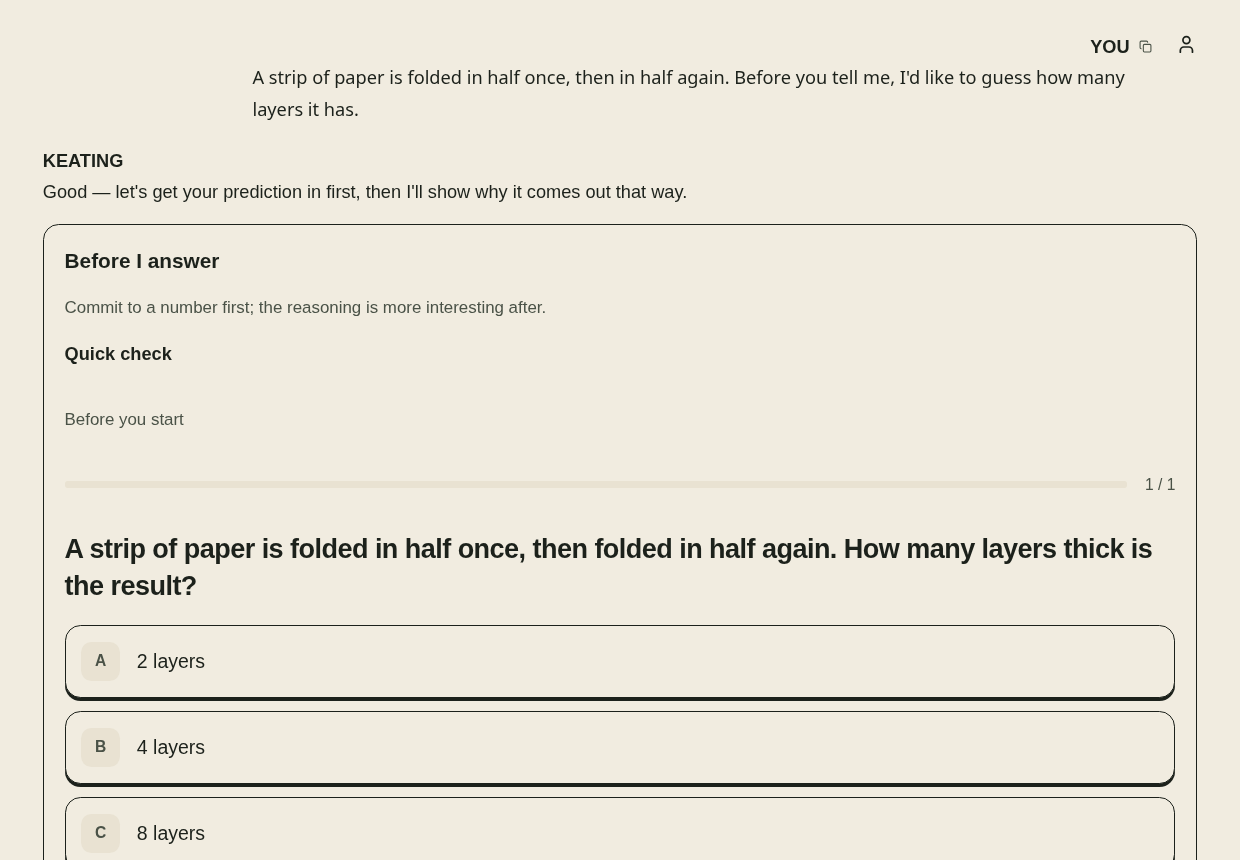 YOU
A strip of paper is folded in half once, then in half again. Before you tell me, I'd like to guess how many
layers it has.
KEATING
Good — let's get your prediction in first, then I'll show why it comes out that way.
Before I answer
Commit to a number first; the reasoning is more interesting after.
Quick check
Before you start
1 / 1
A strip of paper is folded in half once, then folded in half again. How many layers thick is
the result?
A 2 layers
B 4 layers
C 8 layers